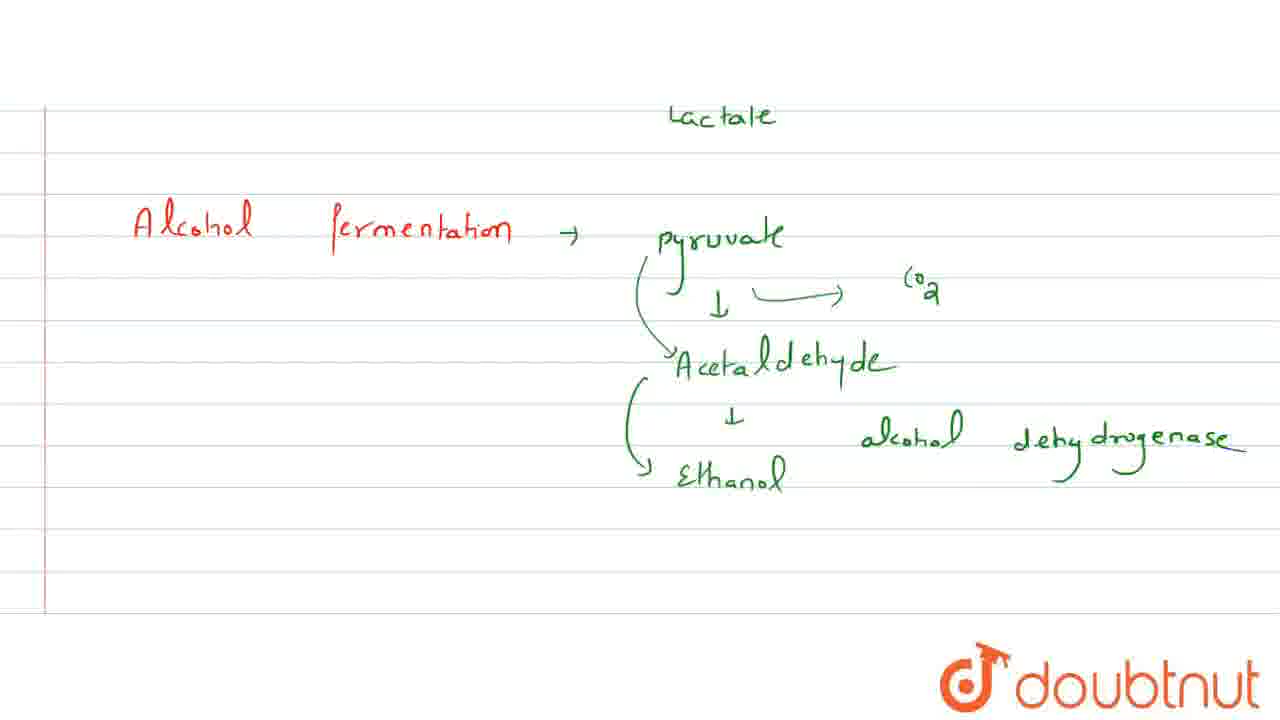 Lactate
Alcohol fermentation → pyruvate
↓ → CO2
Acetaldehyde
↓
alcohol dehydrogenase
Ethanol
doubtnut